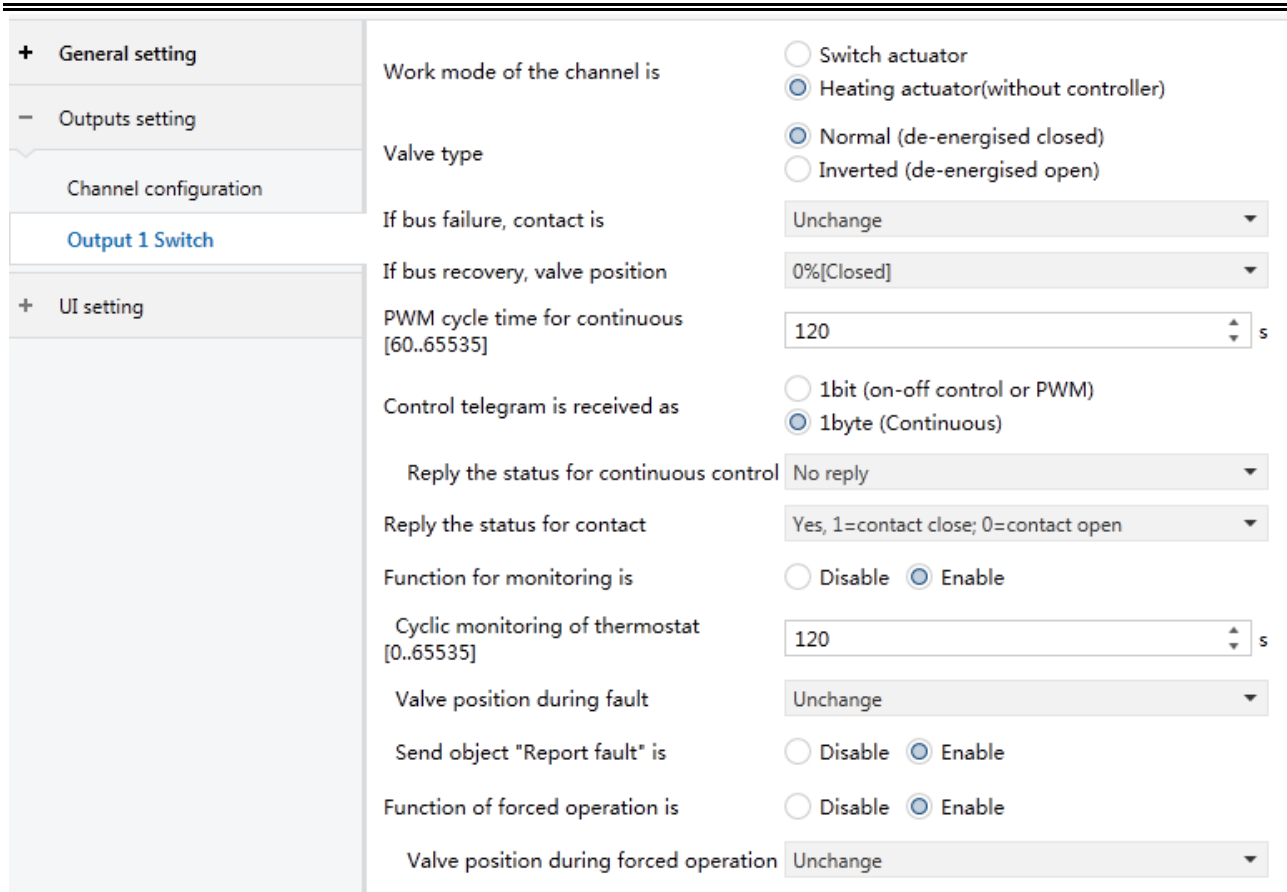 + General setting
− Outputs setting
Channel configuration
Output 1 Switch
+ UI setting
Work mode of the channel is
Switch actuator
Heating actuator(without controller)
Valve type
Normal (de-energised closed)
Inverted (de-energised open)
If bus failure, contact is
Unchange
If bus recovery, valve position
0%[Closed]
PWM cycle time for continuous
[60..65535]
120 s
Control telegram is received as
1bit (on-off control or PWM)
1byte (Continuous)
Reply the status for continuous control
No reply
Reply the status for contact
Yes, 1=contact close; 0=contact open
Function for monitoring is
Disable Enable
Cyclic monitoring of thermostat
[0..65535]
120 s
Valve position during fault
Unchange
Send object "Report fault" is
Disable Enable
Function of forced operation is
Disable Enable
Valve position during forced operation
Unchange